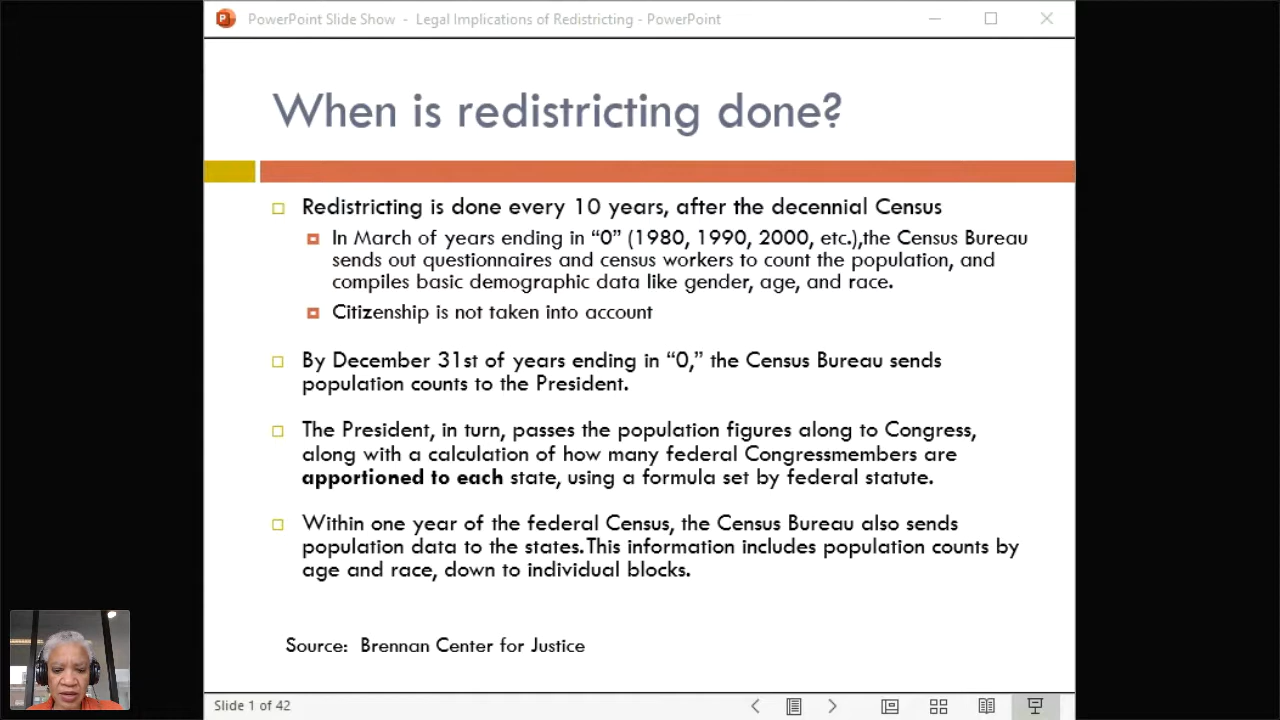 PowerPoint Slide Show - Legal Implications of Redistricting - PowerPoint
When is redistricting done?
Redistricting is done every 10 years, after the decennial Census
In March of years ending in “0” (1980, 1990, 2000, etc.),the Census Bureau
sends out questionnaires and census workers to count the population, and
compiles basic demographic data like gender, age, and race.
Citizenship is not taken into account
By December 31st of years ending in “0,” the Census Bureau sends
population counts to the President.
The President, in turn, passes the population figures along to Congress,
along with a calculation of how many federal Congressmembers are
apportioned to each state, using a formula set by federal statute.
Within one year of the federal Census, the Census Bureau also sends
population data to the states. This information includes population counts by
age and race, down to individual blocks.
Source: Brennan Center for Justice
Slide 1 of 42